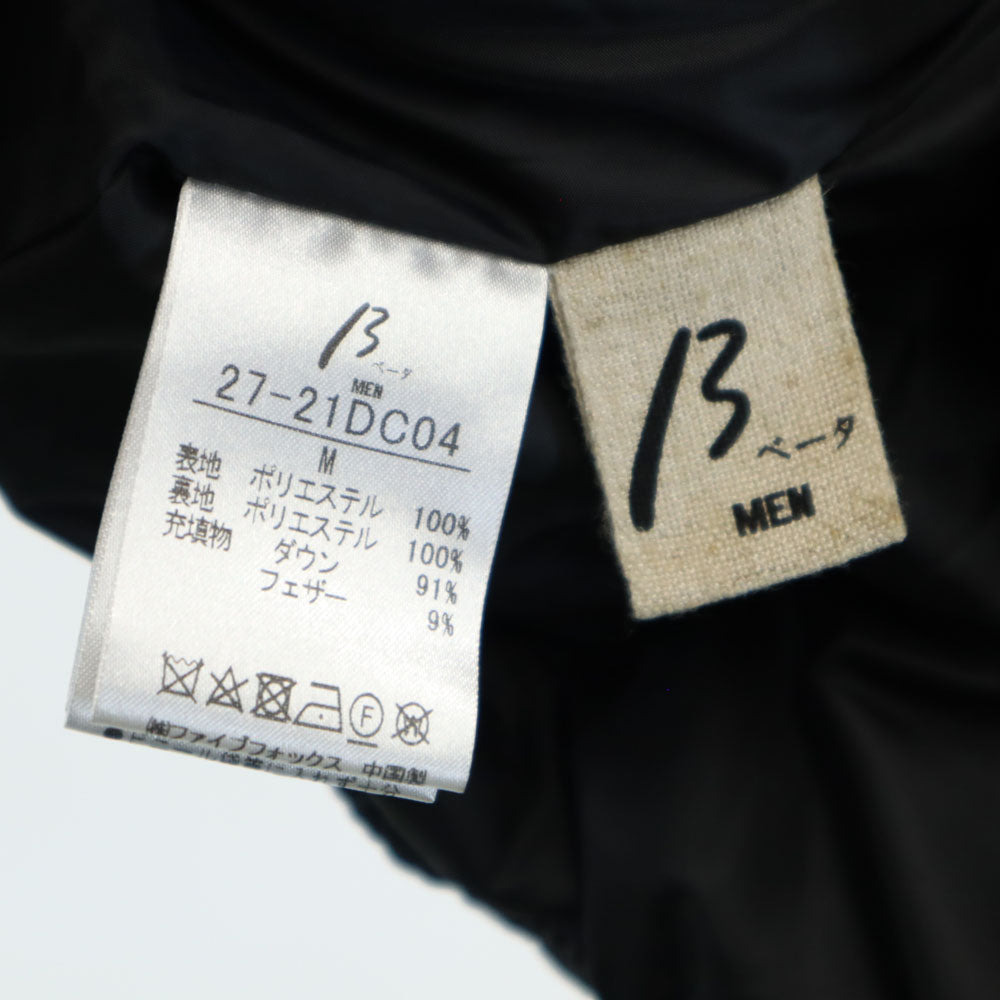 β
ベータ
MEN
27-21DC04
M
表地 ポリエステル 100%
裏地 ポリエステル 100%
充填物 ダウン 91%
フェザー 9%
F
W
㈱ファイブフォックス 中国製
β
ベータ
MEN